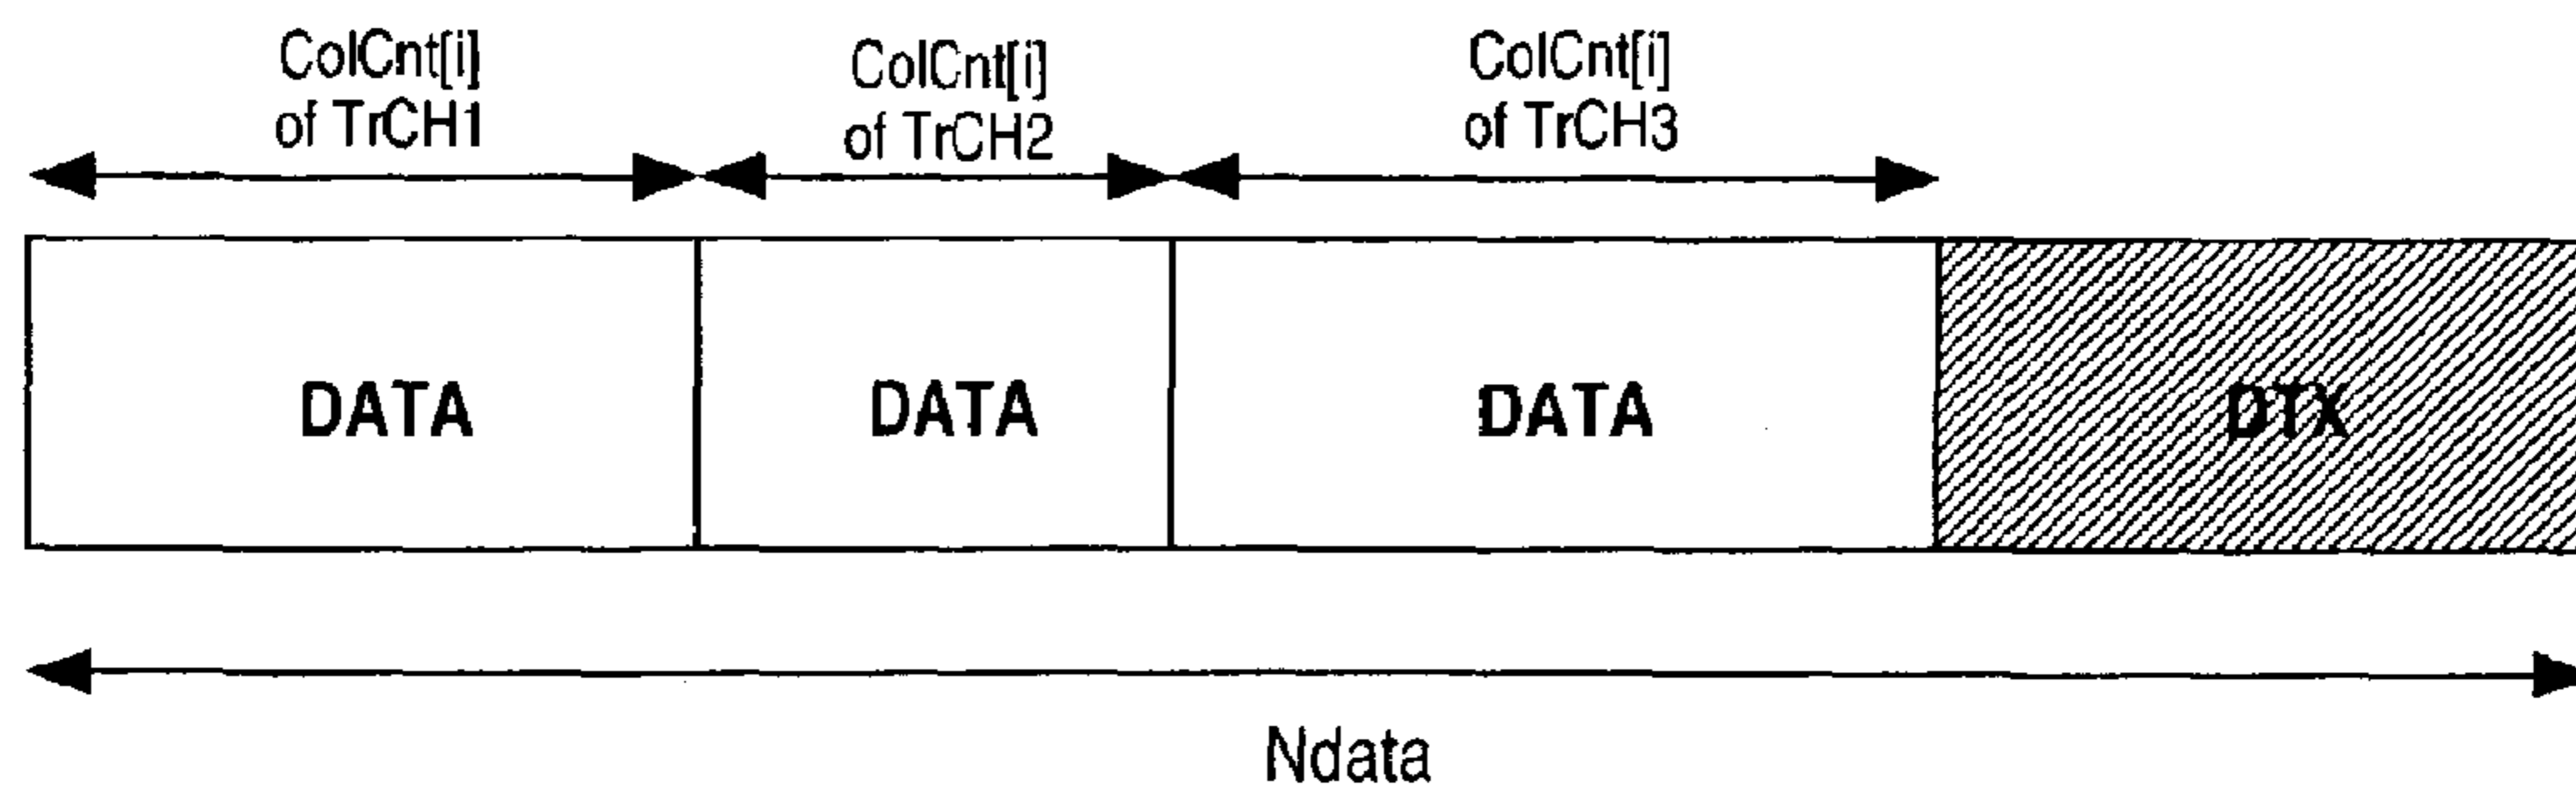 ColCnt[i]
of TrCH1
ColCnt[i]
of TrCH2
ColCnt[i]
of TrCH3
DATA
DATA
DATA
DTX
Ndata